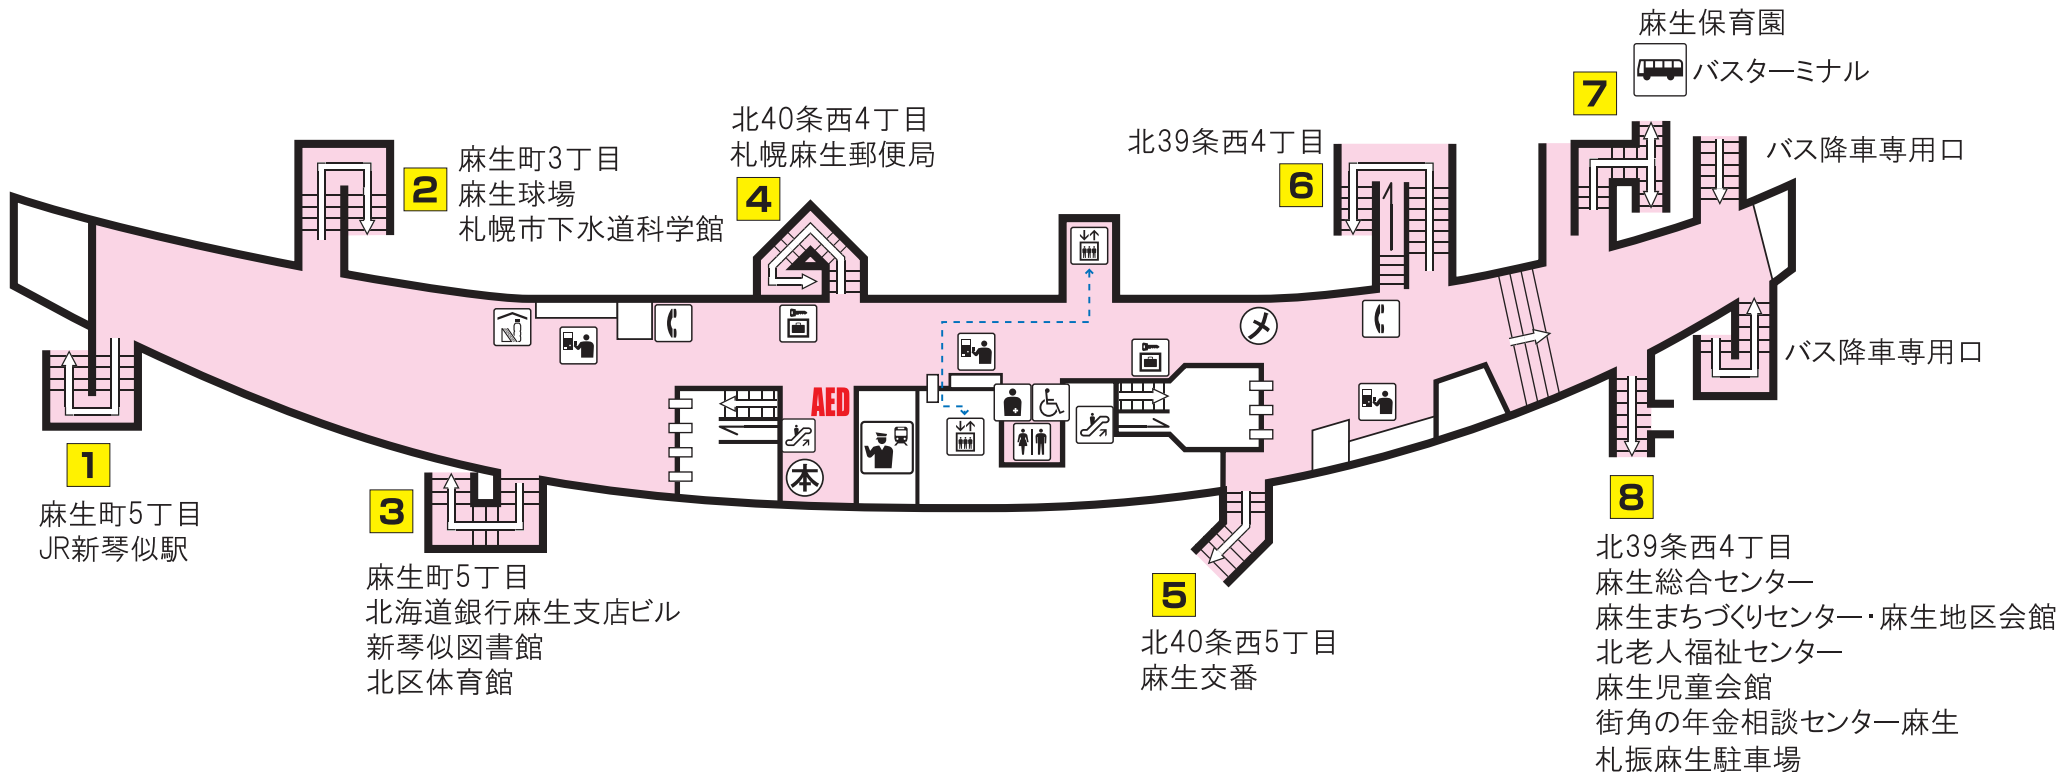 麻生保育園
7
バスターミナル
バス降車専用口
北40条西4丁目
札幌麻生郵便局
4
北39条西4丁目
6
2
麻生町3丁目
麻生球場
札幌市下水道科学館
メ
バス降車専用口
AED
本
1
麻生町5丁目
JR新琴似駅
3
麻生町5丁目
北海道銀行麻生支店ビル
新琴似図書館
北区体育館
5
北40条西5丁目
麻生交番
8
北39条西4丁目
麻生総合センター
麻生まちづくりセンター・麻生地区会館
北老人福祉センター
麻生児童会館
街角の年金相談センター麻生
札振麻生駐車場